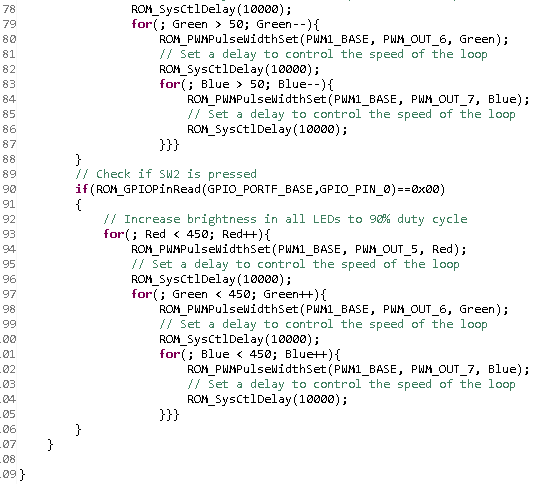 78                ROM_SysCtlDelay(10000);
79                for(; Green > 50; Green--){
80                    ROM_PWMPulseWidthSet(PWM1_BASE, PWM_OUT_6, Green);
81                    // Set a delay to control the speed of the loop
82                    ROM_SysCtlDelay(10000);
83                    for(; Blue > 50; Blue--){
84                        ROM_PWMPulseWidthSet(PWM1_BASE, PWM_OUT_7, Blue);
85                        // Set a delay to control the speed of the loop
86                        ROM_SysCtlDelay(10000);
87                    }}}
88        }
89        // Check if SW2 is pressed
90        if(ROM_GPIOPinRead(GPIO_PORTF_BASE,GPIO_PIN_0)==0x00)
91        {
92            // Increase brightness in all LEDs to 90% duty cycle
93            for(; Red < 450; Red++){
94                ROM_PWMPulseWidthSet(PWM1_BASE, PWM_OUT_5, Red);
95                // Set a delay to control the speed of the loop
96                ROM_SysCtlDelay(10000);
97                for(; Green < 450; Green++){
98                    ROM_PWMPulseWidthSet(PWM1_BASE, PWM_OUT_6, Green);
99                    // Set a delay to control the speed of the loop
00                    ROM_SysCtlDelay(10000);
01                    for(; Blue < 450; Blue++){
02                        ROM_PWMPulseWidthSet(PWM1_BASE, PWM_OUT_7, Blue);
03                        // Set a delay to control the speed of the loop
04                        ROM_SysCtlDelay(10000);
05                    }}}
06        }
07    }
08
09 }